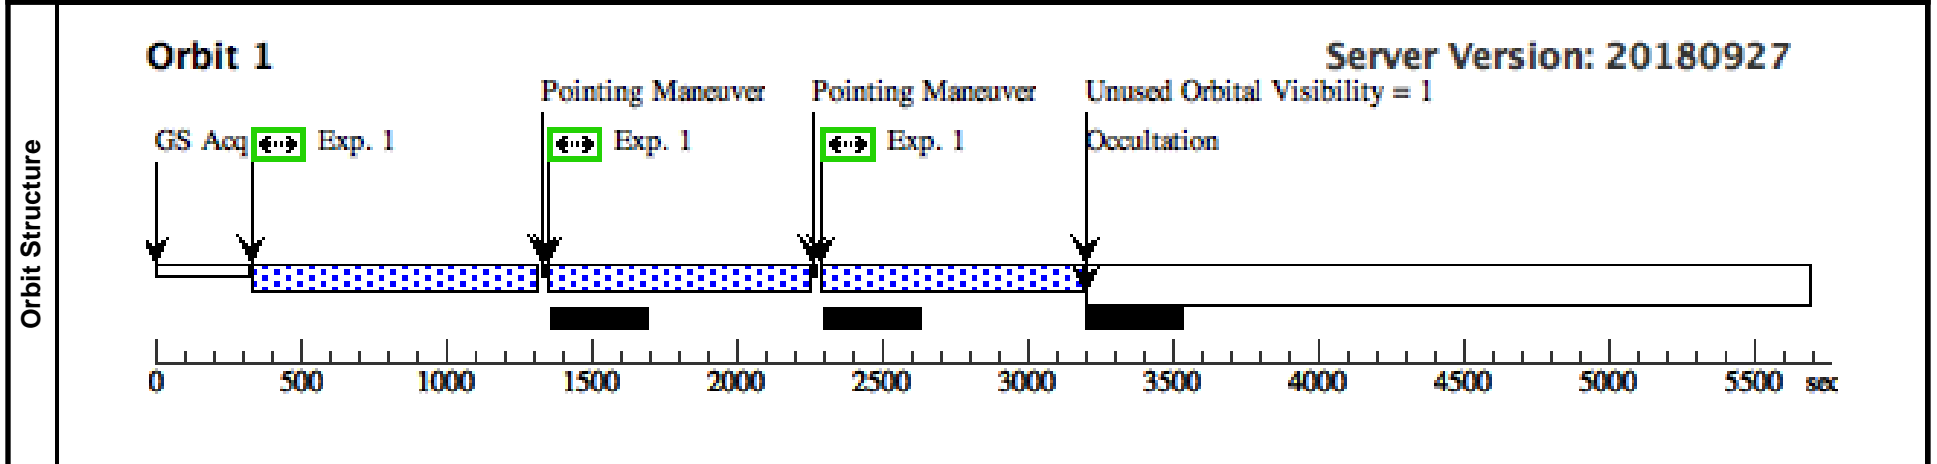 Orbit Structure
Orbit 1
Server Version: 20180927
Pointing Maneuver
Pointing Maneuver
Unused Orbital Visibility = 1
GS Acq
Exp. 1
Exp. 1
Exp. 1
Occultation
0 500 1000 1500 2000 2500 3000 3500 4000 4500 5000 5500 sec